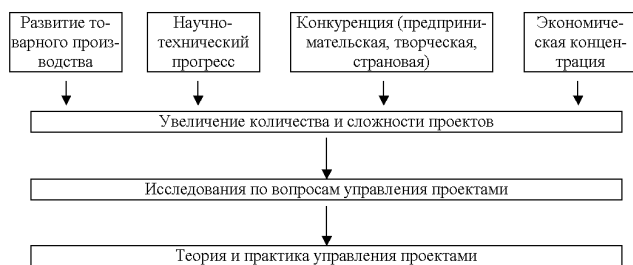 Развитие то-
варного произ-
водства
Научно-
технический
прогресс
Конкуренция (предприни-
мательская, творческая,
страновая)
Экономиче-
ская концен-
трация
Увеличение количества и сложности проектов
Исследования по вопросам управления проектами
Теория и практика управления проектами